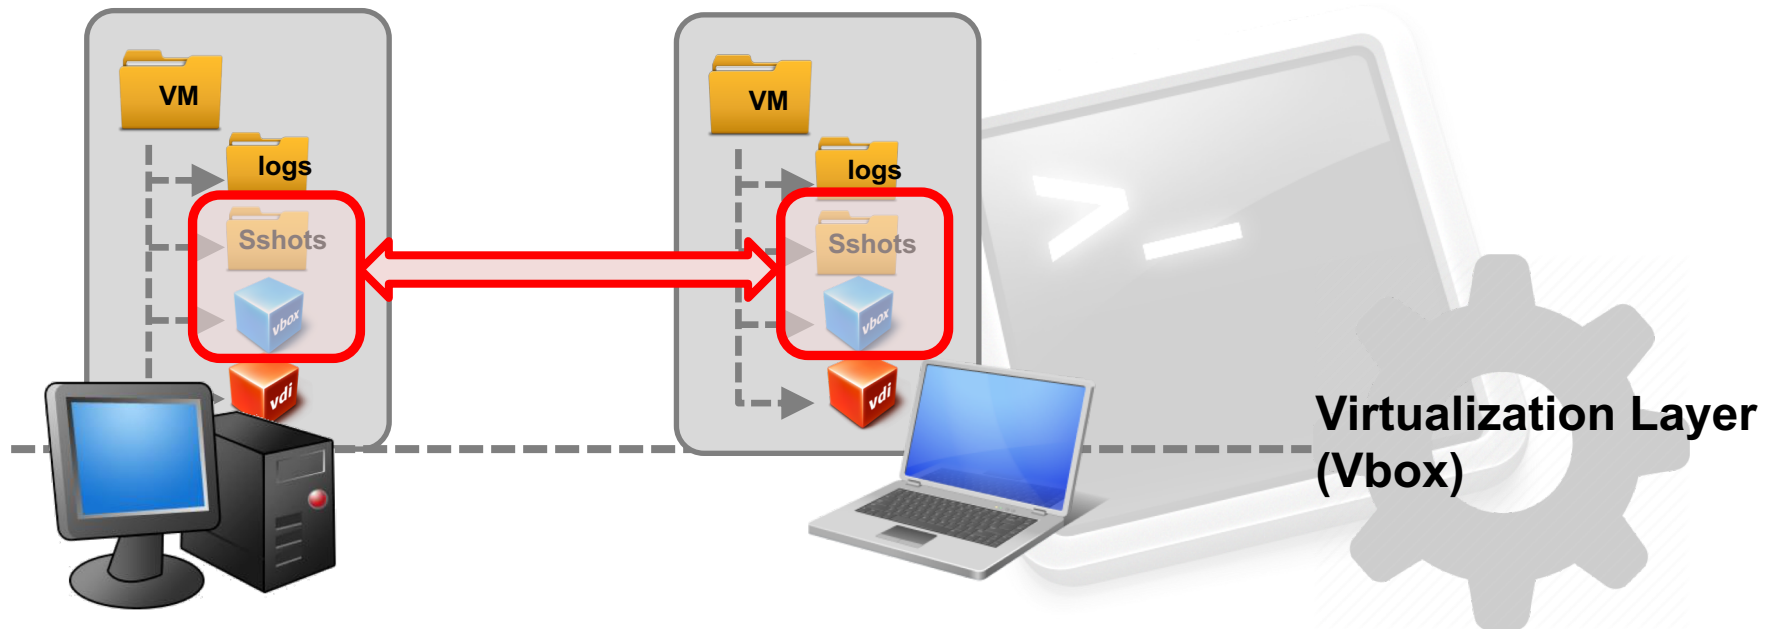 VM
logs
Sshots
vbox
vdi
VM
logs
Sshots
vbox
vdi
>_
Virtualization Layer
(Vbox)